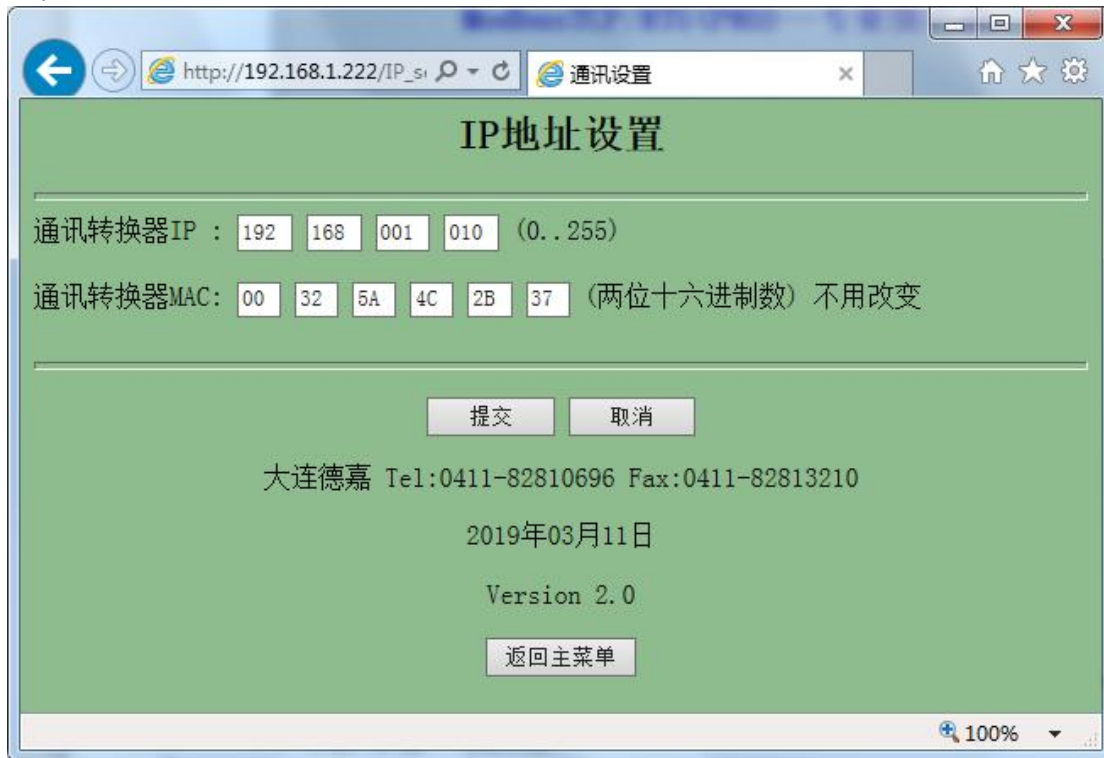 http://192.168.1.222/IP_s
通讯设置
IP地址设置
通讯转换器IP : 192 168 001 010 (0..255)
通讯转换器MAC: 00 32 5A 4C 2B 37 (两位十六进制数) 不用改变
提交 取消
大连德嘉 Tel:0411-82810696 Fax:0411-82813210
2019年03月11日
Version 2.0
返回主菜单
100%